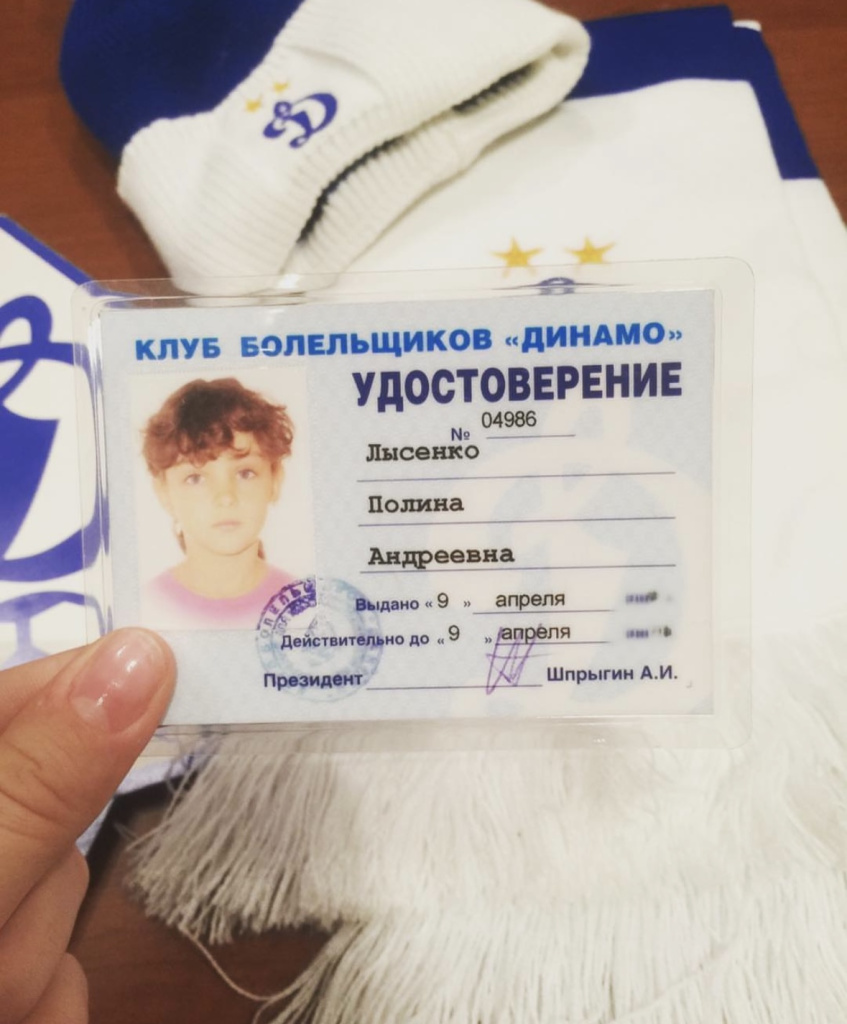 КЛУБ БОЛЕЛЬЩИКОВ «ДИНАМО»
УДОСТОВЕРЕНИЕ
№ 04986
Лысенко
Полина
Андреевна
Выдано «9» апреля
Действительно до «9» апреля
Президент Шпрыгин А.И.